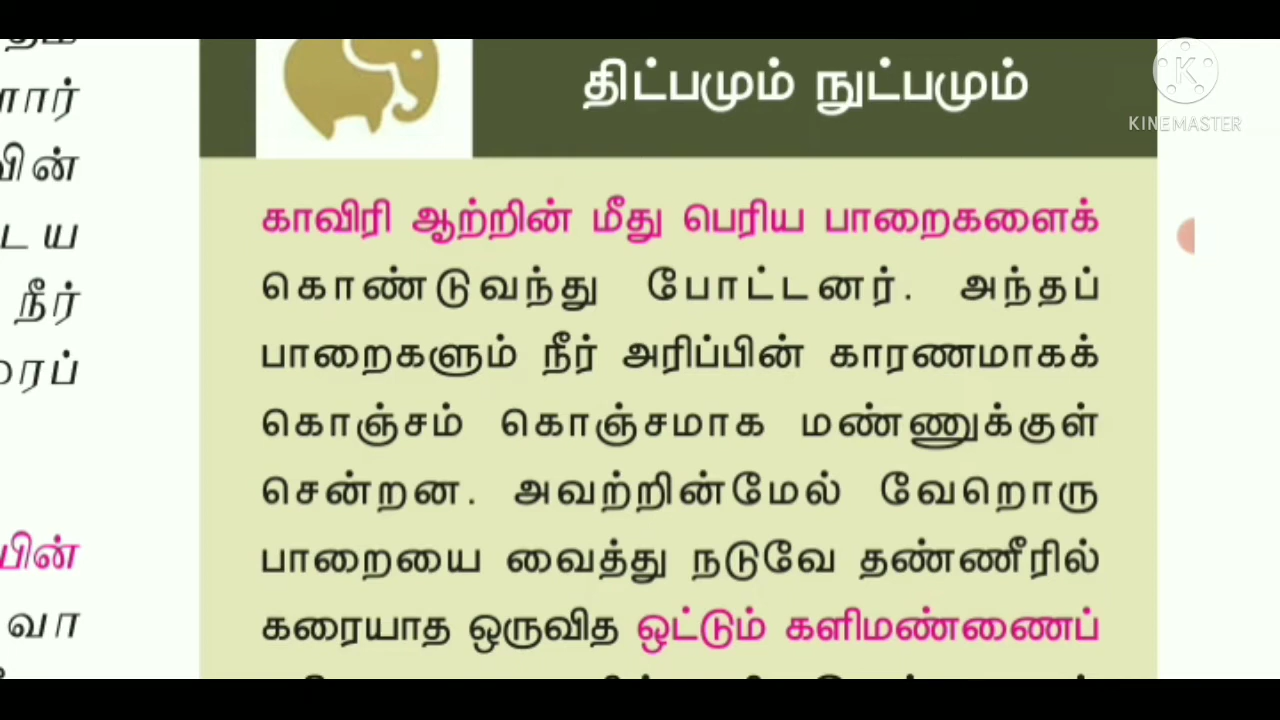 திட்பமும் நுட்பமும்
KINEMASTER
காவிரி ஆற்றின் மீது பெரிய பாறைகளைக்
கொண்டுவந்து போட்டனர். அந்தப்
பாறைகளும் நீர் அரிப்பின் காரணமாகக்
கொஞ்சம் கொஞ்சமாக மண்ணுக்குள்
சென்றன. அவற்றின்மேல் வேறொரு
பாறையை வைத்து நடுவே தண்ணீரில்
கரையாத ஒருவித ஒட்டும் களிமண்ணைப்
நீர்